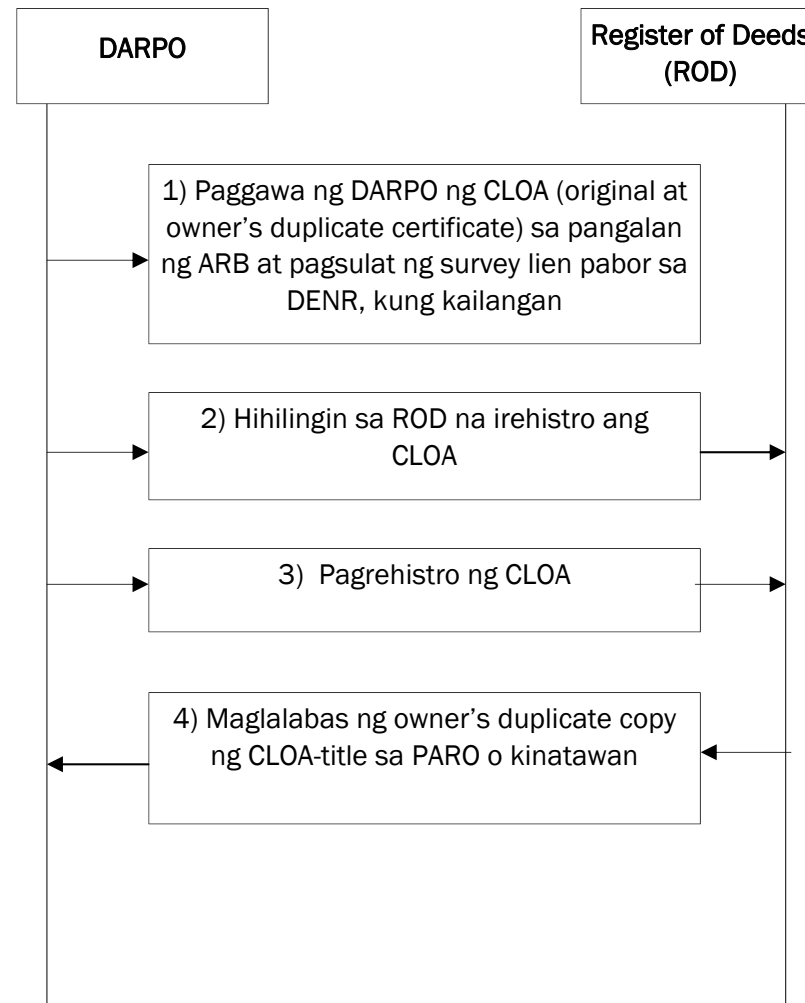 DARPO
Register of Deeds
(ROD)
1) Paggawa ng DARPO ng CLOA (original at
owner's duplicate certificate) sa pangalan
ng ARB at pagsulat ng survey lien pabor sa
DENR, kung kailangan
2) Hihilingin sa ROD na irehistro ang
CLOA
3) Pagrehistro ng CLOA
4) Maglalabas ng owner's duplicate copy
ng CLOA-title sa PARO o kinatawan